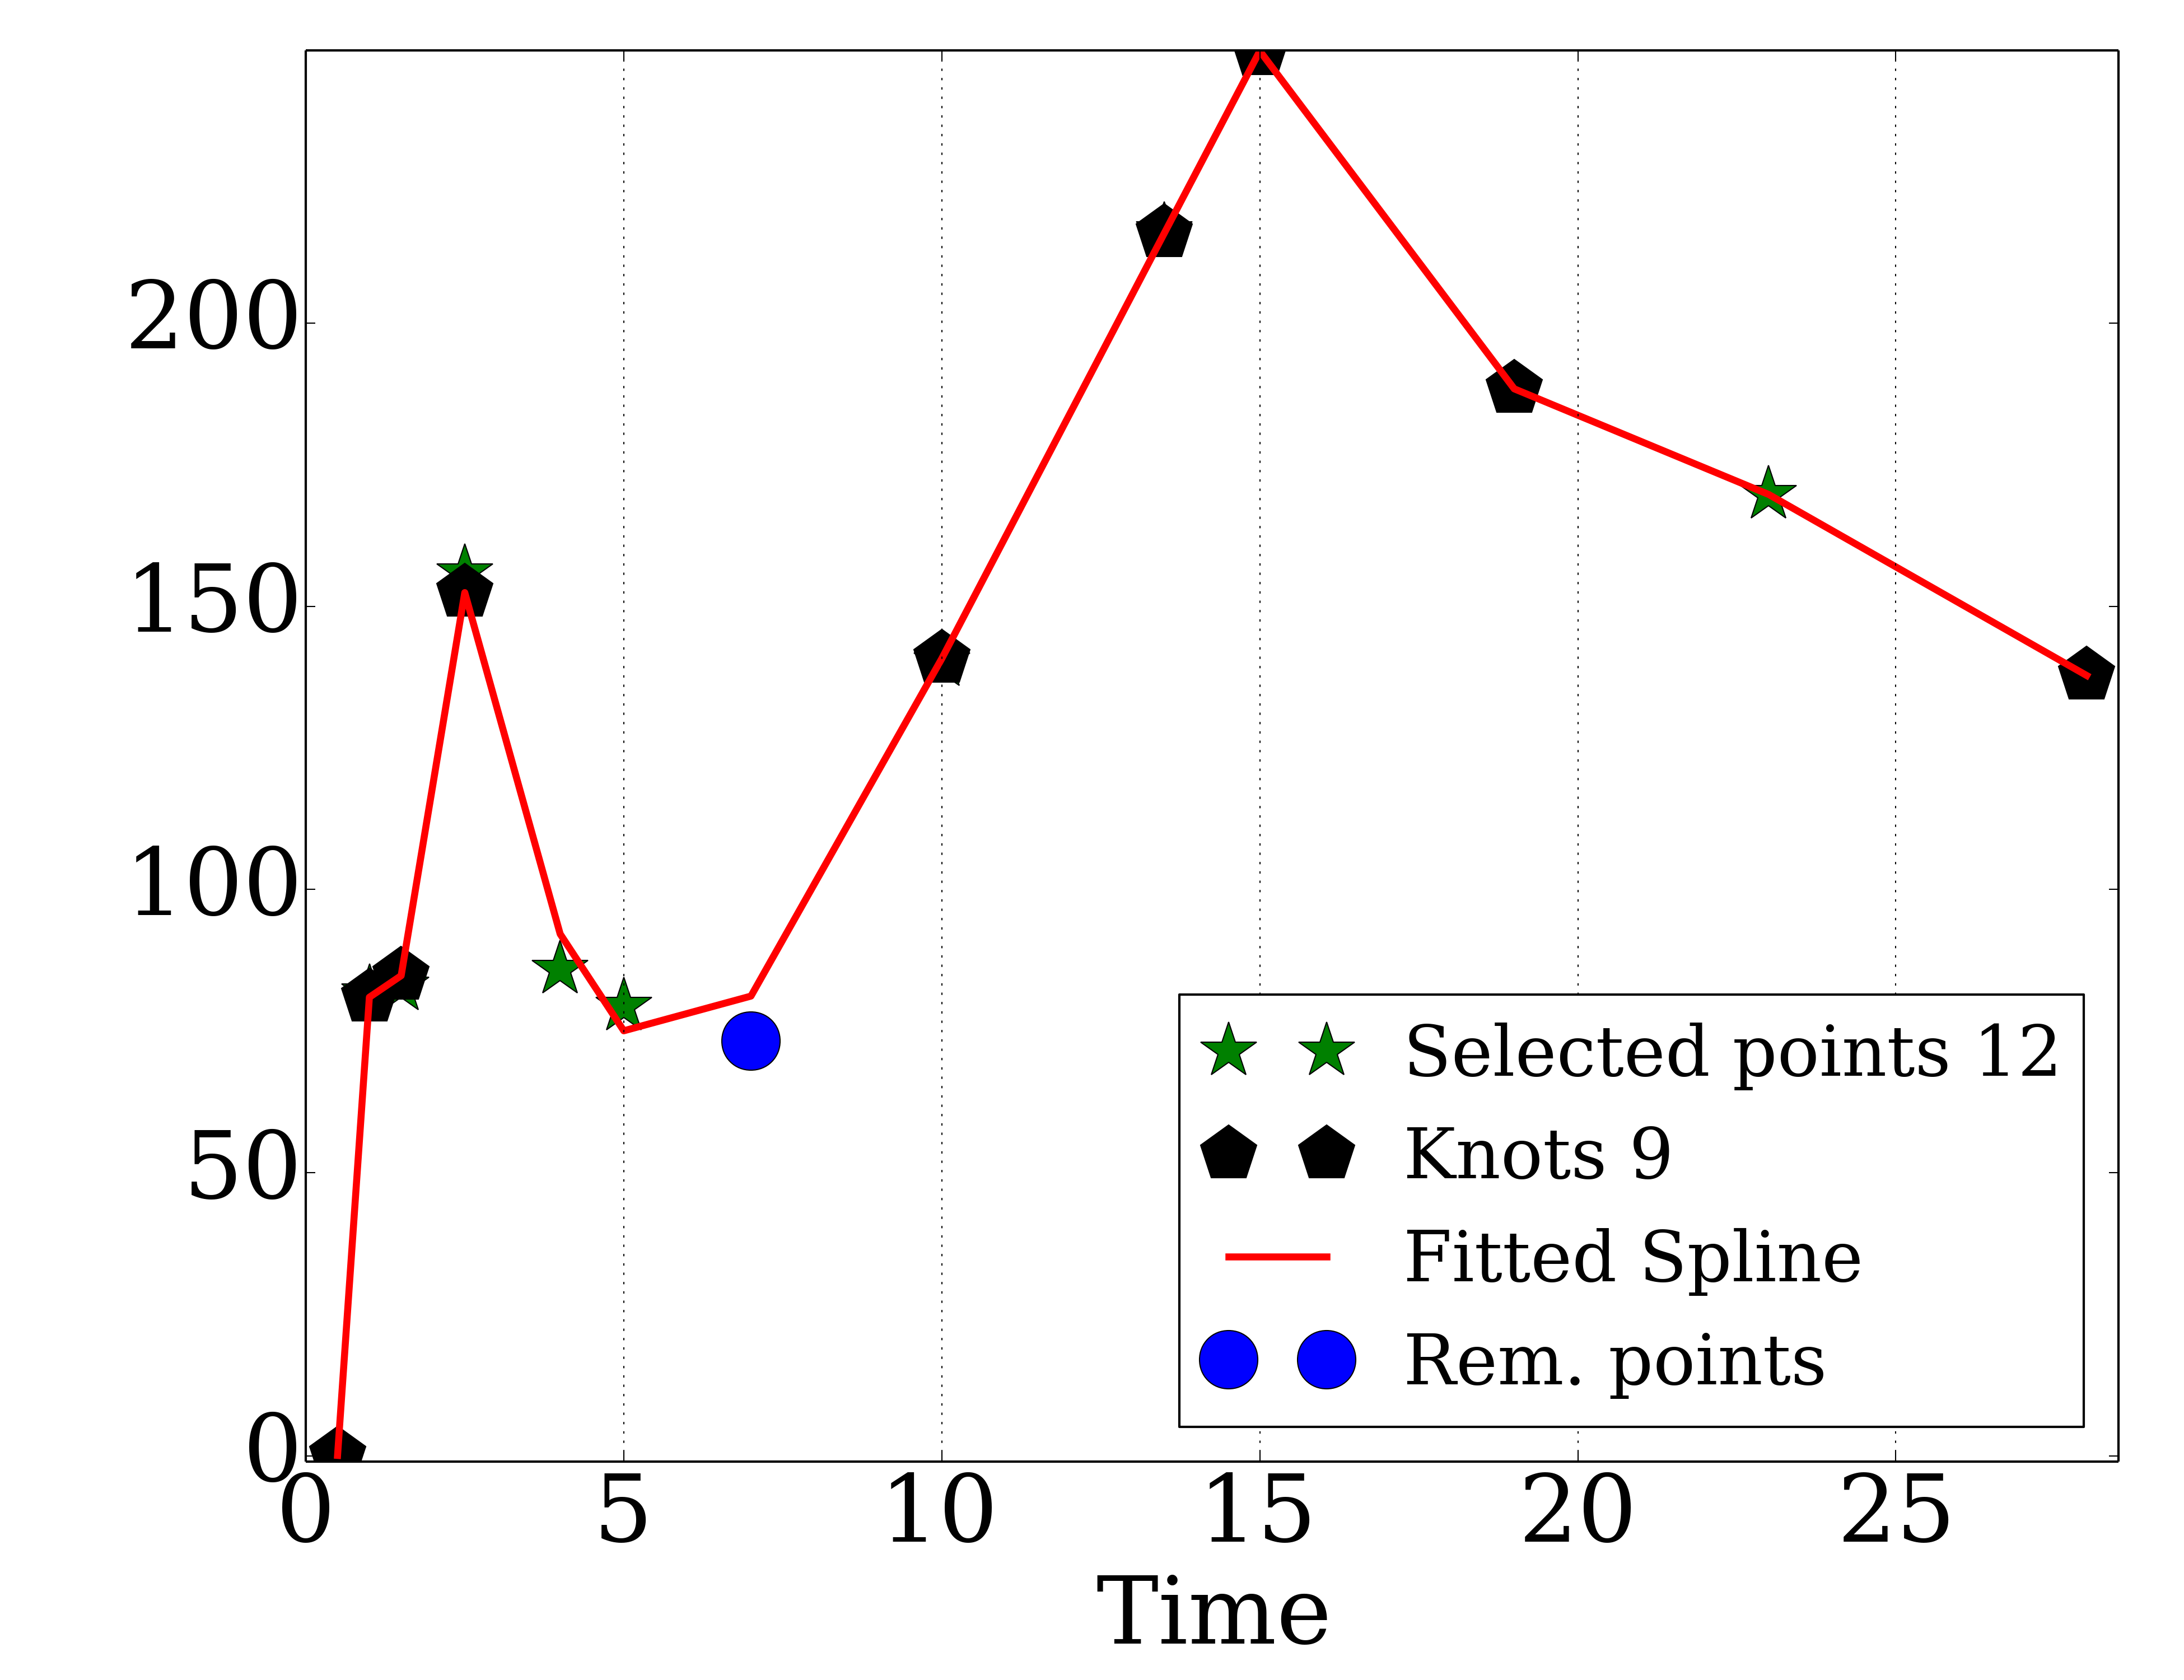 200
150
100
50
0
Selected points 12
Knots 9
Fitted Spline
Rem. points
0 5 10 15 20 25
Time